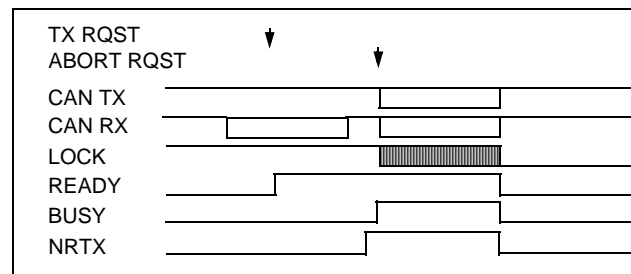 TX RQST
ABORT RQST
CAN TX
CAN RX
LOCK
READY
BUSY
NRTX